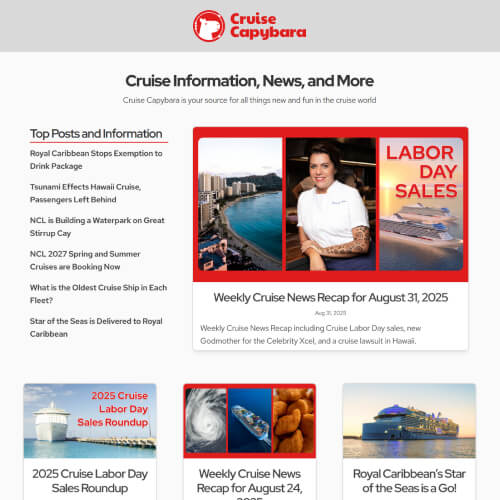 Cruise
Capybara
Cruise Information, News, and More
Cruise Capybara is your source for all things new and fun in the cruise world
Top Posts and Information
Royal Caribbean Stops Exemption to
Drink Package
Tsunami Effects Hawaii Cruise,
Passengers Left Behind
NCL is Building a Waterpark on Great
Stirrup Cay
NCL 2027 Spring and Summer
Cruises are Booking Now
What is the Oldest Cruise Ship in Each
Fleet?
Star of the Seas is Delivered to Royal
Caribbean
LABOR
DAY
SALES
Weekly Cruise News Recap for August 31, 2025
Aug 31, 2025
Weekly Cruise News Recap including Cruise Labor Day sales, new
Godmother for the Celebrity Xcel, and a cruise lawsuit in Hawaii.
2025 Cruise
Labor Day
Sales Roundup
2025 Cruise Labor Day
Sales Roundup
Weekly Cruise News
Recap for August 24,
2025
Royal Caribbean's Star
of the Seas is a Go!